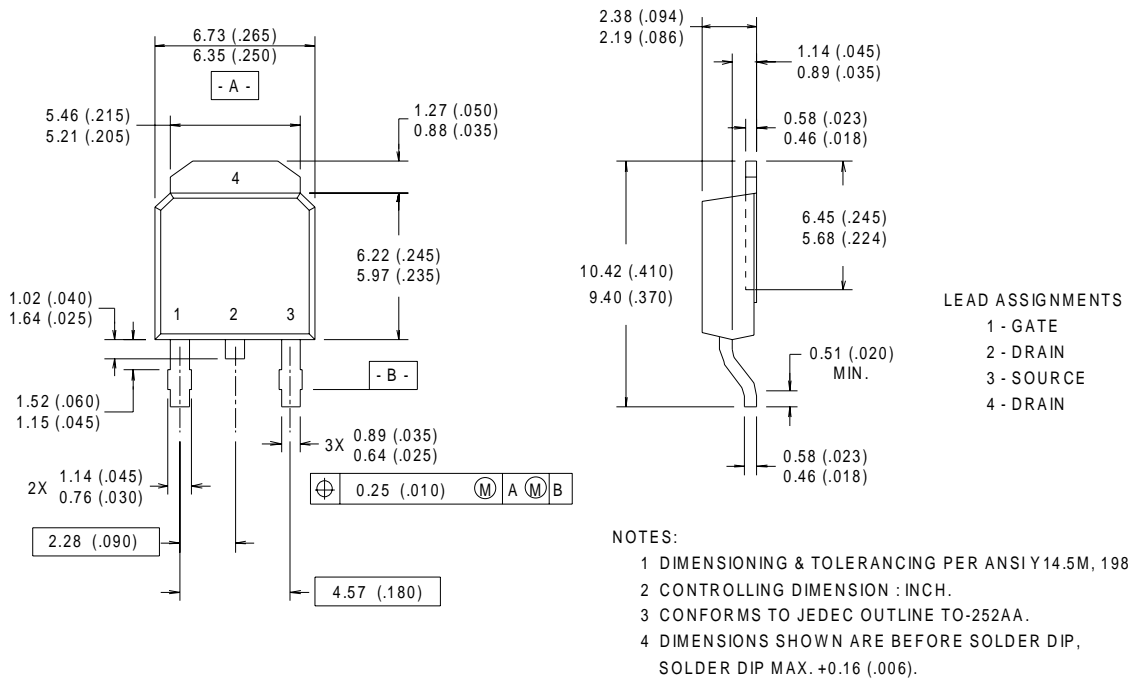 6.73 (.265)
6.35 (.250)
- A -
5.46 (.215)
5.21 (.205)
1.27 (.050)
0.88 (.035)
4
6.22 (.245)
5.97 (.235)
1.02 (.040)
1.64 (.025)
1 2 3
- B -
1.52 (.060)
1.15 (.045)
3X 0.89 (.035)
0.64 (.025)
2X 1.14 (.045)
0.76 (.030)
0.25 (.010) M A M B
2.28 (.090)
4.57 (.180)
2.38 (.094)
2.19 (.086)
1.14 (.045)
0.89 (.035)
0.58 (.023)
0.46 (.018)
6.45 (.245)
5.68 (.224)
10.42 (.410)
9.40 (.370)
0.51 (.020)
MIN.
0.58 (.023)
0.46 (.018)
LEAD ASSIGNMENTS
1 - GATE
2 - DRAIN
3 - SOURCE
4 - DRAIN
NOTES:
1 DIMENSIONING & TOLERANCING PER ANSI Y14.5M, 198
2 CONTROLLING DIMENSION : INCH.
3 CONFORMS TO JEDEC OUTLINE TO-252AA.
4 DIMENSIONS SHOWN ARE BEFORE SOLDER DIP,
SOLDER DIP MAX. +0.16 (.006).